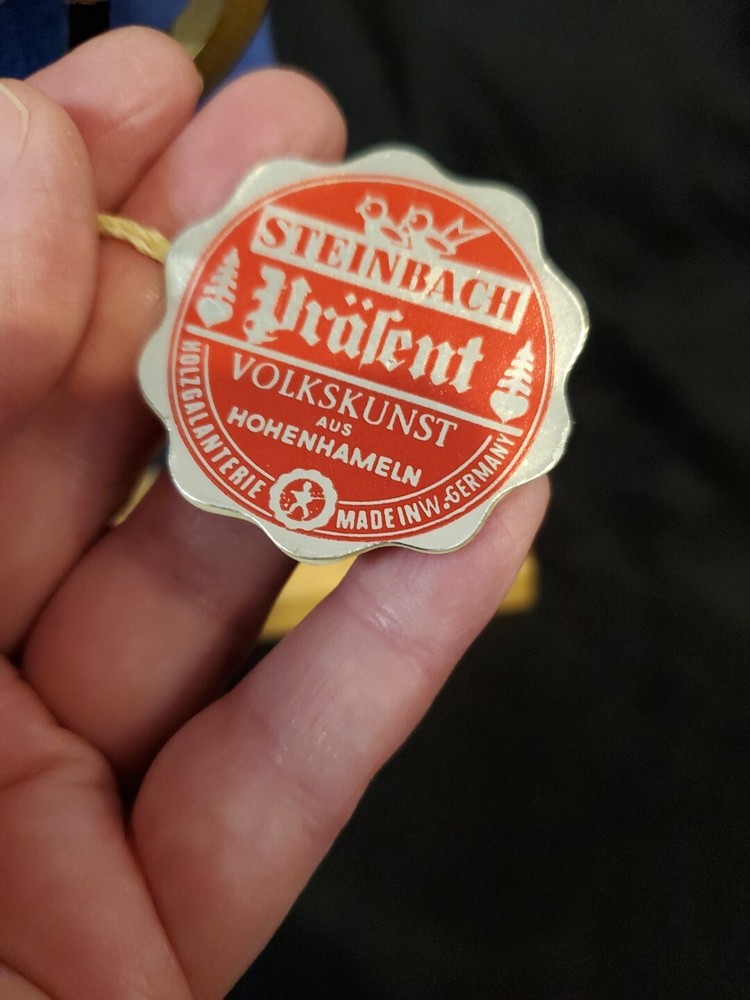 STEINBACH
Präſent
VOLKSKUNST
AUS
HOHENHAMELN
HOLZGALANTERIE
MADE IN W. GERMANY